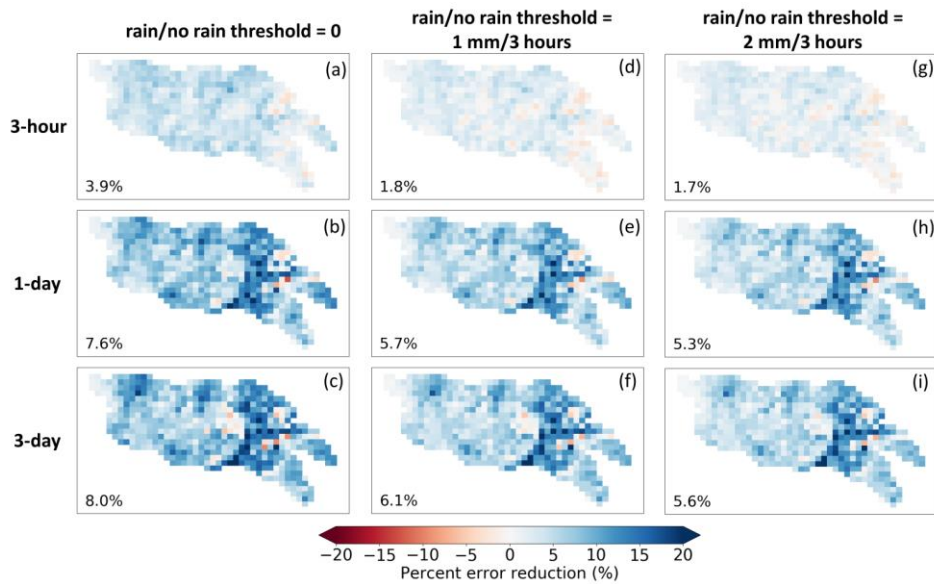 rain/no rain threshold = 0
rain/no rain threshold =
1 mm/3 hours
rain/no rain threshold =
2 mm/3 hours
3-hour
(a)
3.9%
(d)
1.8%
(g)
1.7%
1-day
(b)
7.6%
(e)
5.7%
(h)
5.3%
3-day
(c)
8.0%
(f)
6.1%
(i)
5.6%
−20 −15 −10 −5 0 5 10 15 20
Percent error reduction (%)